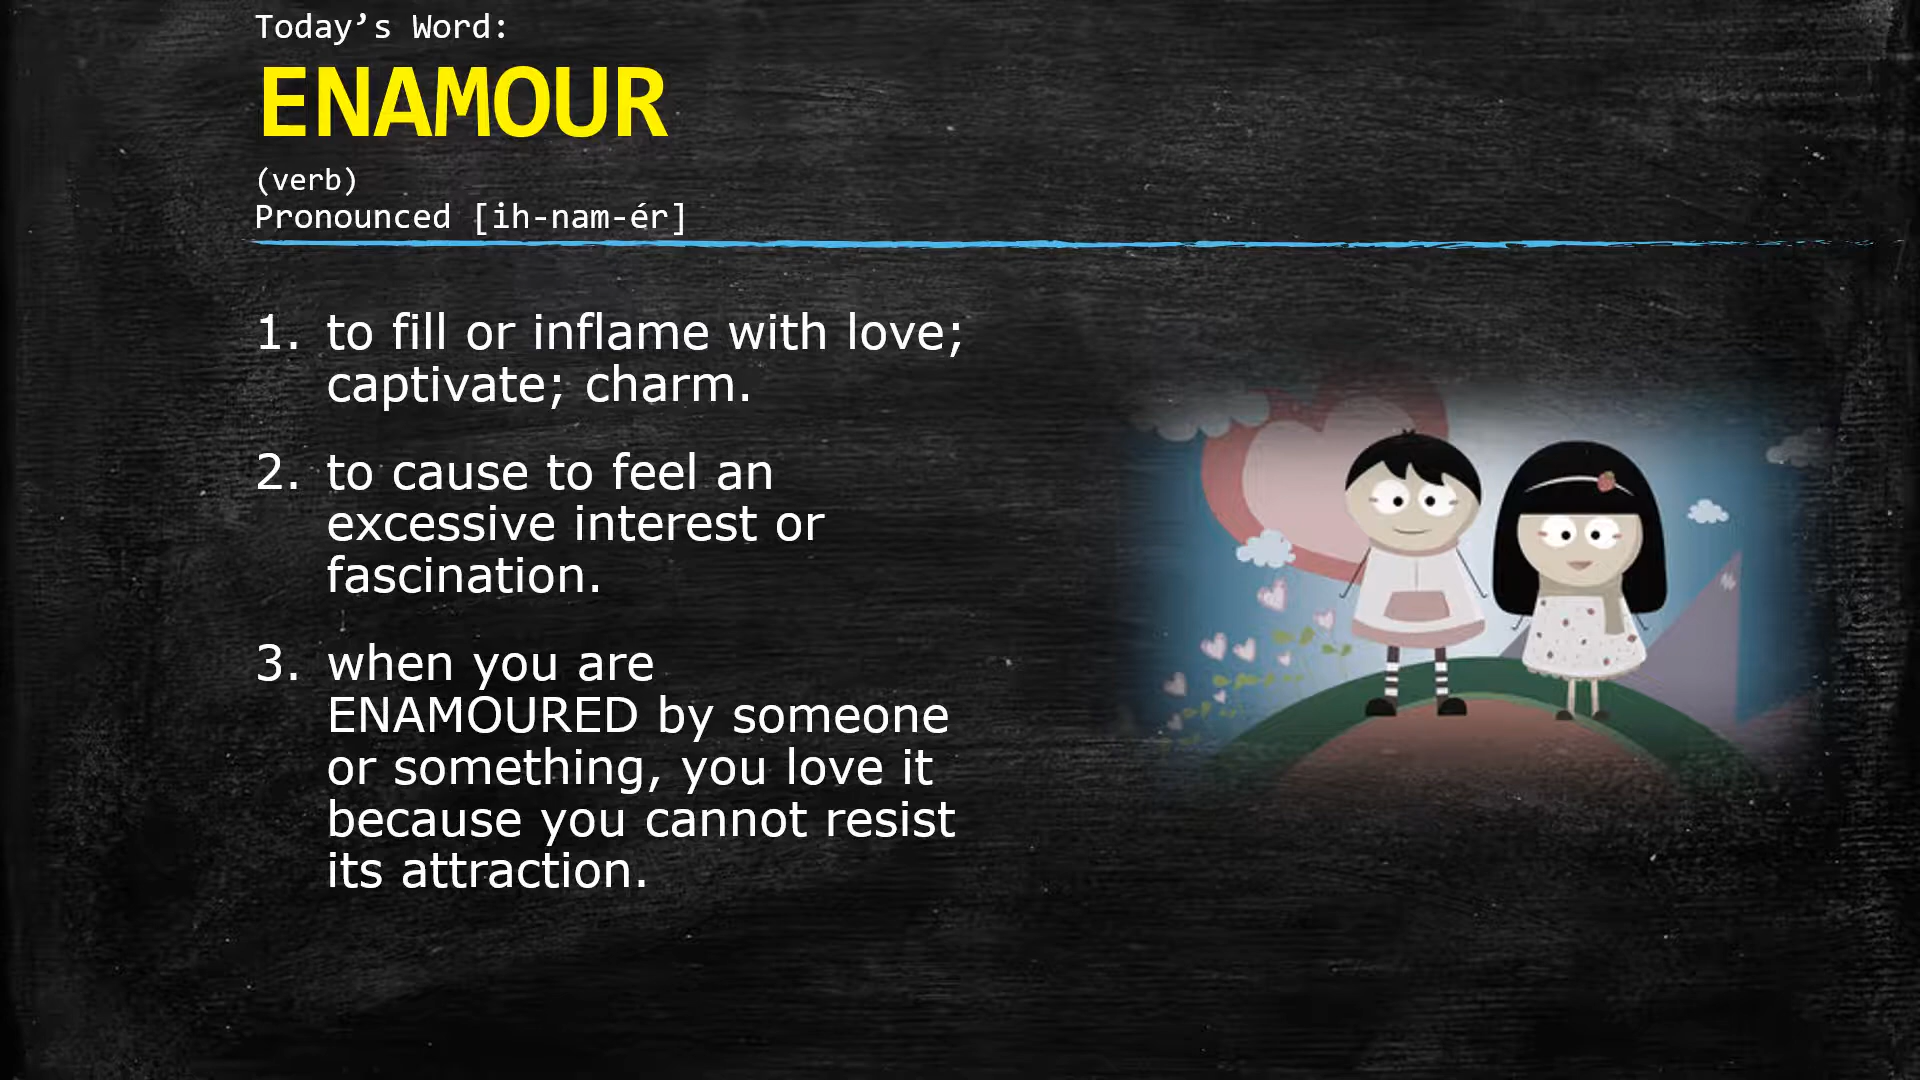 Today’s Word:
ENAMOUR
(verb)
Pronounced [ih-nam-ér]
1. to fill or inflame with love;
captivate; charm.
2. to cause to feel an
excessive interest or
fascination.
3. when you are
ENAMOURED by someone
or something, you love it
because you cannot resist
its attraction.